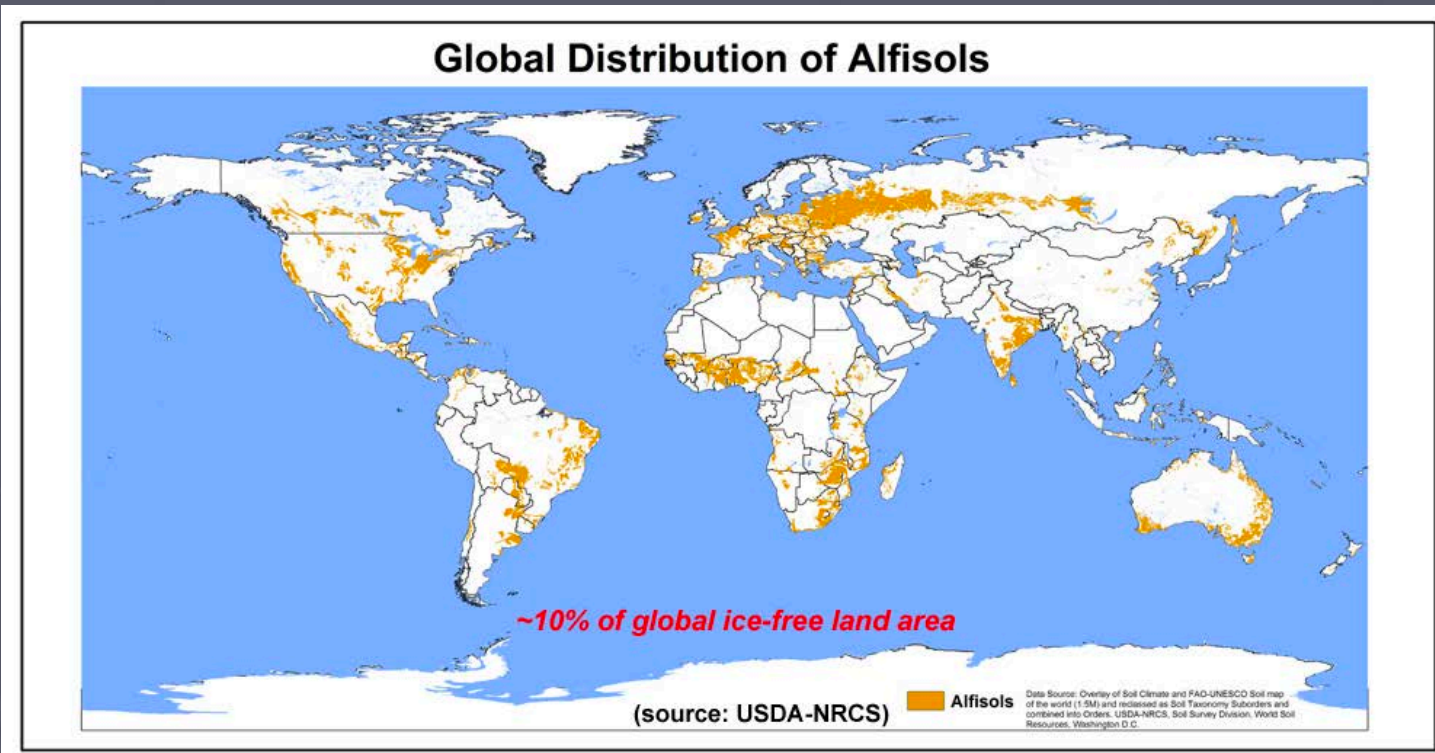 Global Distribution of Alfisols
~10% of global ice-free land area
(source: USDA-NRCS)
Alfisols
Data Source: Overlay of Soil Climate and FAO-UNESCO Soil map
of the world (1:5M) and reclassed as Soil Taxonomy Suborders and
combined into Orders. USDA-NRCS, Soil Survey Division, World Soil
Resources, Washington D.C.